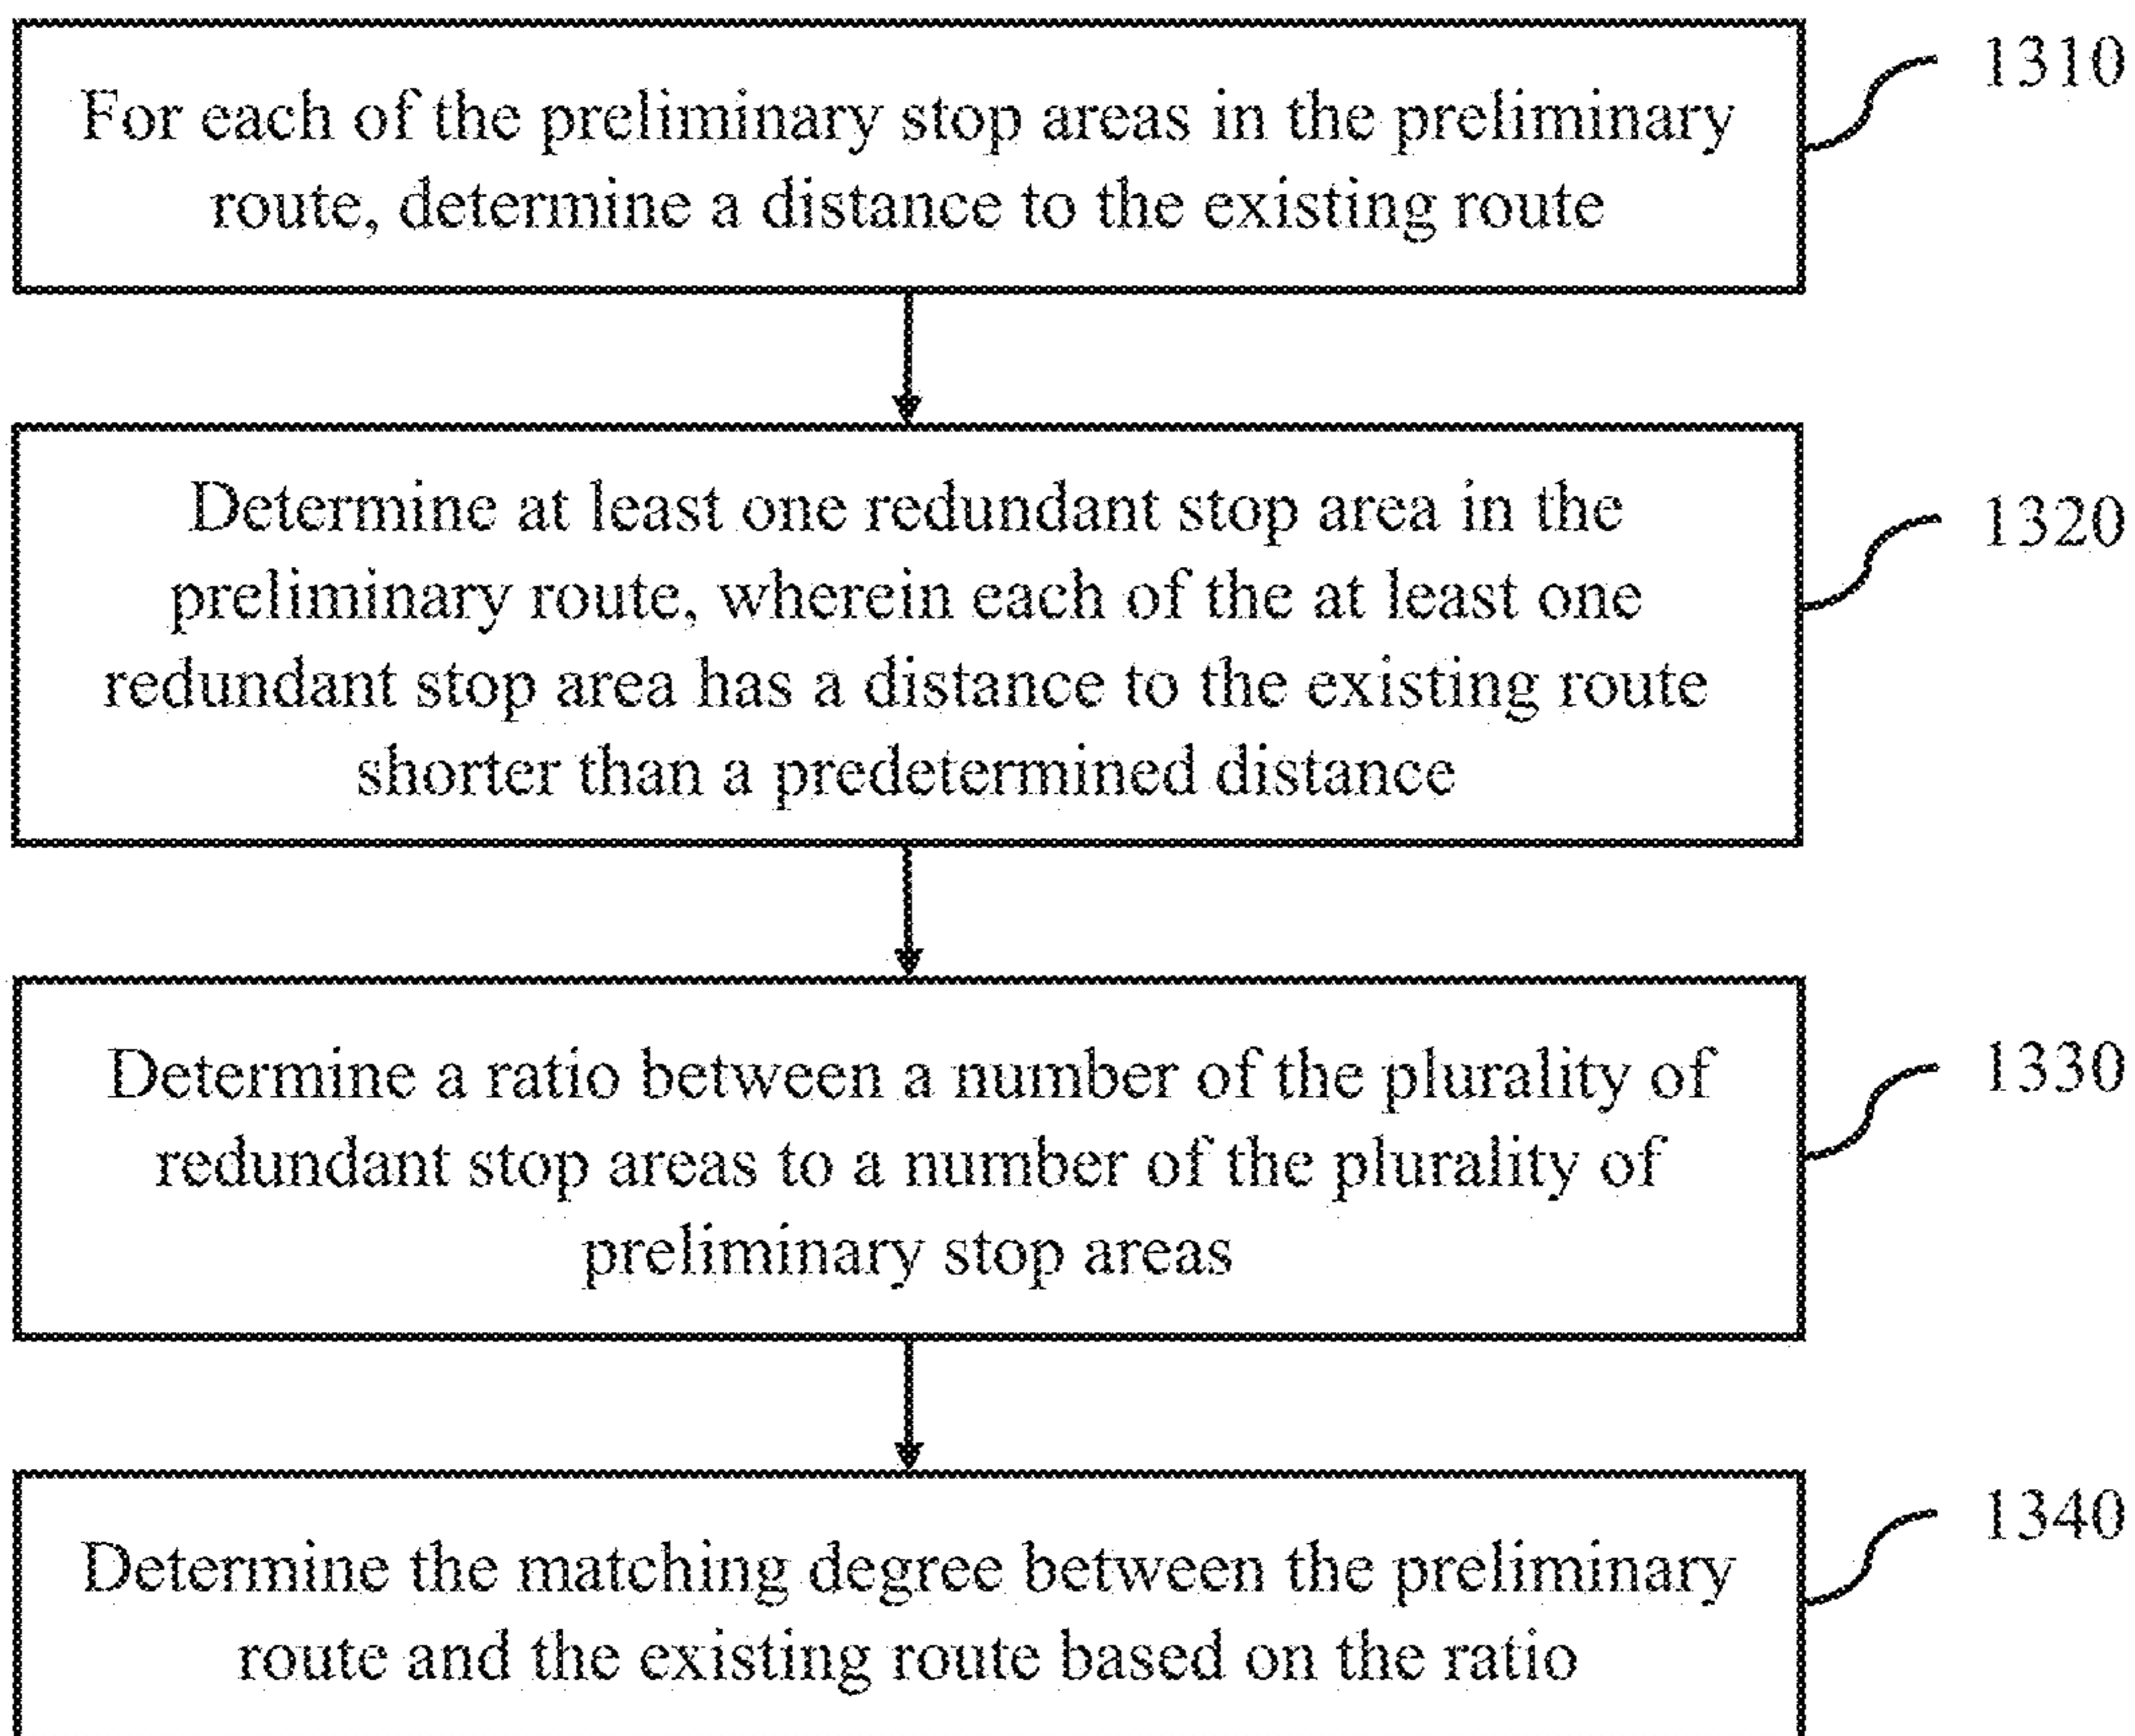 For each of the preliminary stop areas in the preliminary
route, determine a distance to the existing route
1310
Determine at least one redundant stop area in the
preliminary route, wherein each of the at least one
redundant stop area has a distance to the existing route
shorter than a predetermined distance
1320
Determine a ratio between a number of the plurality of
redundant stop areas to a number of the plurality of
preliminary stop areas
1330
Determine the matching degree between the preliminary
route and the existing route based on the ratio
1340